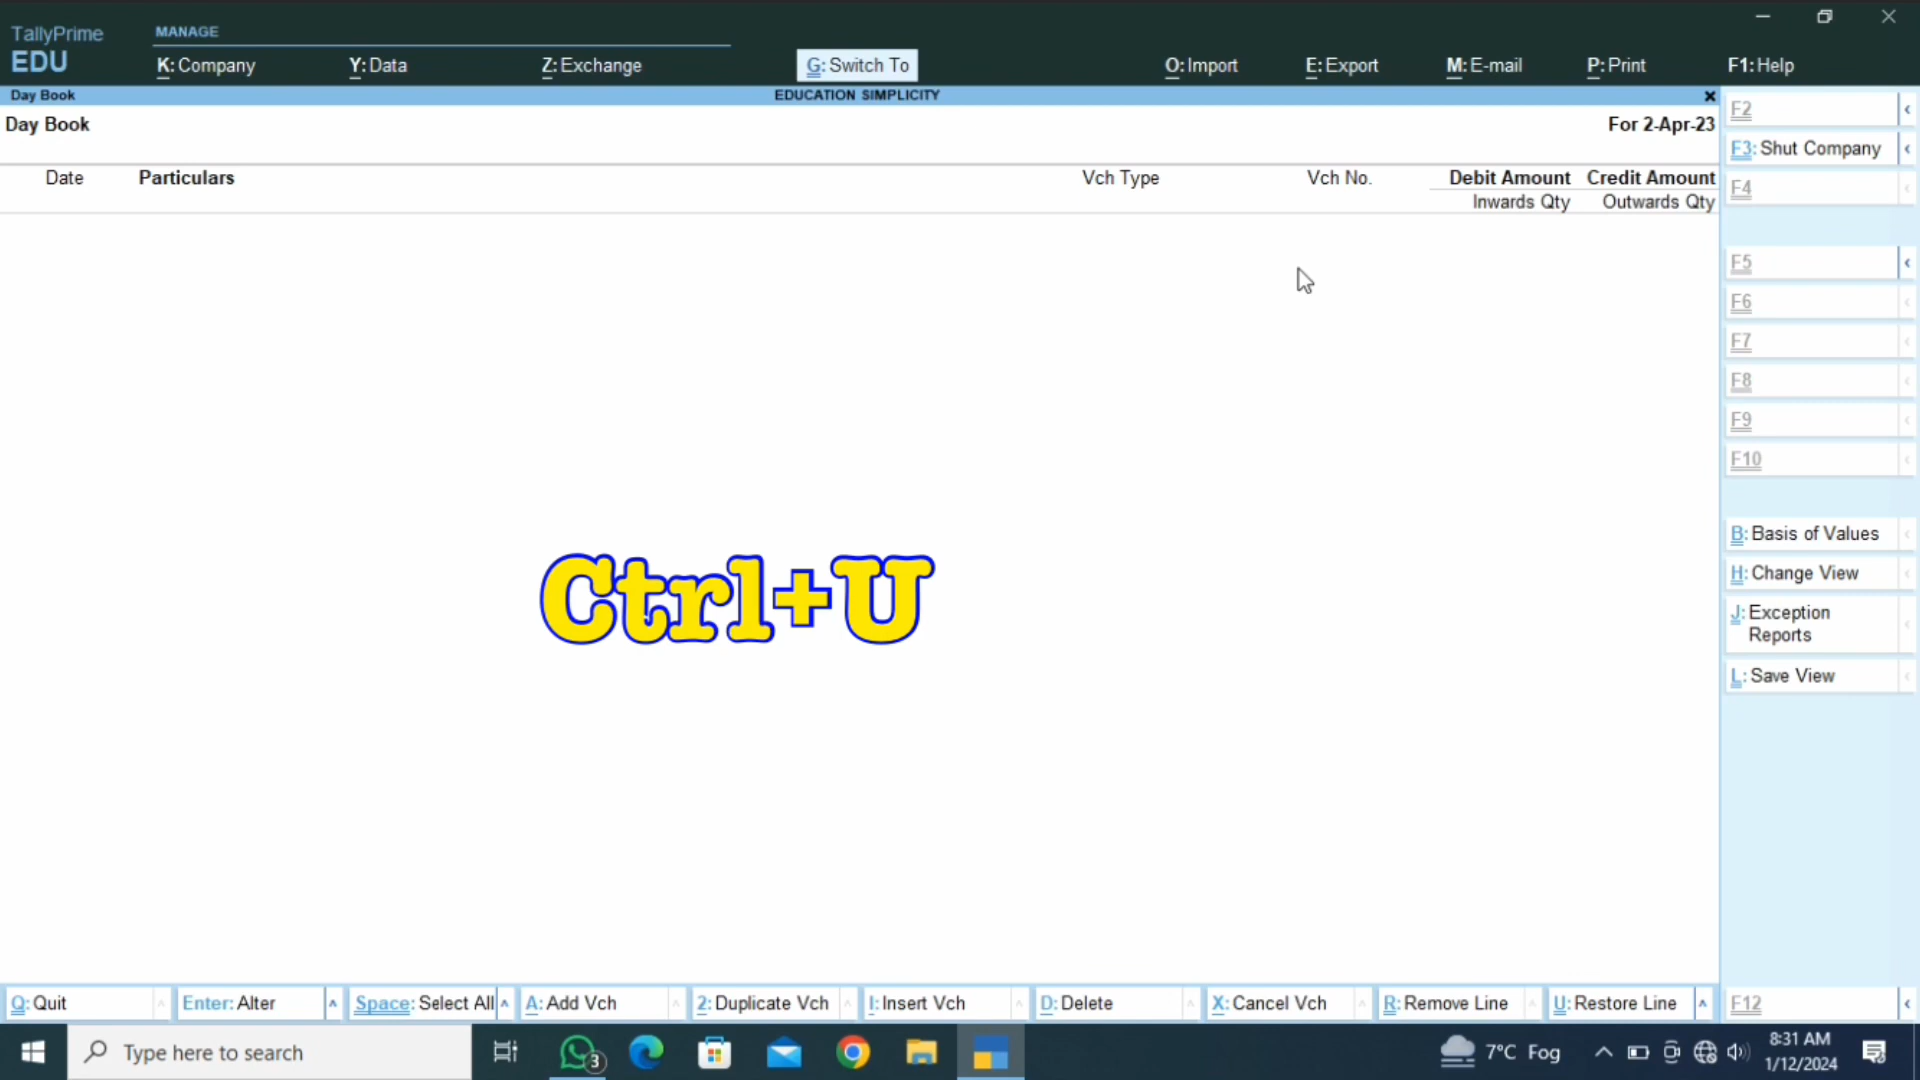 TallyPrime
EDU
MANAGE
K: Company
Y: Data
Z: Exchange
G: Switch To
O: Import
E: Export
M: E-mail
P: Print
F1: Help
Day Book
EDUCATION SIMPLICITY
Day Book
For 2-Apr-23
Date
Particulars
Vch Type
Vch No.
Debit Amount
Credit Amount
Inwards Qty
Outwards Qty
Ctrl+U
F2
F3: Shut Company
F4
F5
F6
F7
F8
F9
F10
B: Basis of Values
H: Change View
J: Exception
Reports
L: Save View
F12
Q: Quit
Enter: Alter
Space: Select All
A: Add Vch
2: Duplicate Vch
I: Insert Vch
D: Delete
X: Cancel Vch
R: Remove Line
U: Restore Line
Type here to search
3
7°C Fog
8:31 AM
1/12/2024